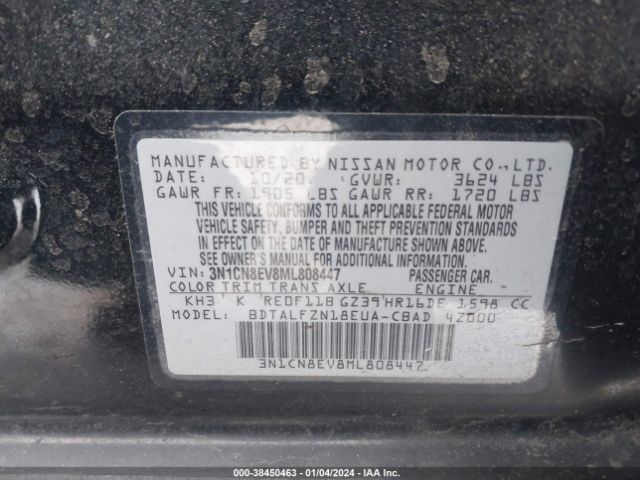 MANUFACTURED BY NISSAN MOTOR CO.,LTD.
DATE: 10/20 GVWR: 3624 LBS
GAWR FR: 1905 LBS GAWR RR: 1720 LBS
THIS VEHICLE CONFORMS TO ALL APPLICABLE FEDERAL MOTOR
VEHICLE SAFETY, BUMPER AND THEFT PREVENTION STANDARDS
IN EFFECT ON THE DATE OF MANUFACTURE SHOWN ABOVE.
SEE OWNER'S MANUAL FOR ADDITIONAL INFORMATION.
VIN: 3N1CN8EV8ML808447 PASSENGER CAR.
COLOR TRIM TRANS AXLE ENGINE
KH3 K RE0F11B GZ39 HR16DE 1598 CC
MODEL: BDTALFZN18EUA-CBAD 42000
3N1CN8EV8ML808447
000-38450463 - 01/04/2024 - IAA Inc.